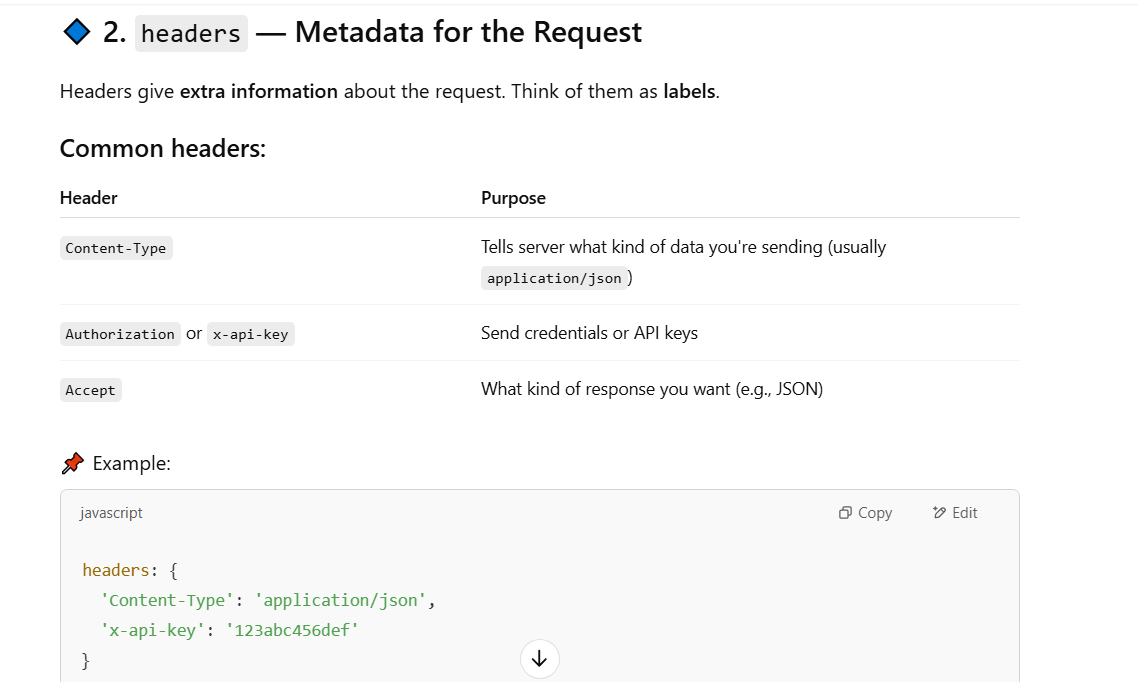 2. headers — Metadata for the Request
Headers give extra information about the request. Think of them as labels.
Common headers:
Header Purpose
Content-Type Tells server what kind of data you're sending (usually
application/json)
Authorization or x-api-key Send credentials or API keys
Accept What kind of response you want (e.g., JSON)
Example:
javascript Copy Edit
headers: {
'Content-Type': 'application/json',
'x-api-key': '123abc456def'
}